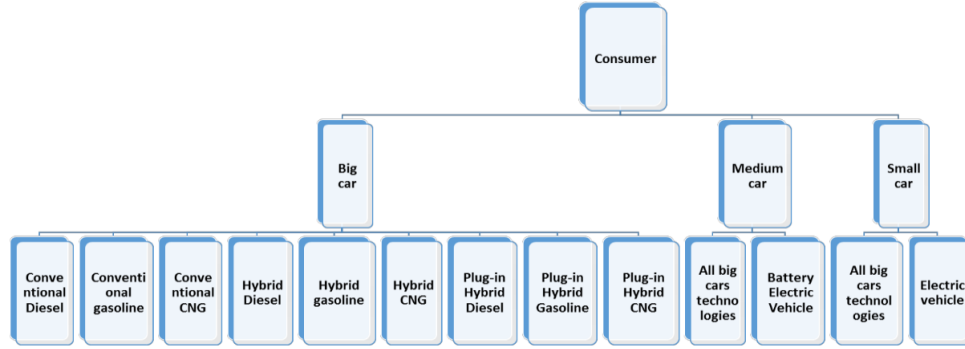 Consumer
Big
car
Medium
car
Small
car
Conve
ntional
Diesel
Conventi
onal
gasoline
Conve
ntional
CNG
Hybrid
Diesel
Hybrid
gasoline
Hybrid
CNG
Plug-in
Hybrid
Diesel
Plug-in
Hybrid
Gasoline
Plug-in
Hybrid
CNG
All big
cars
techno
logies
Battery
Electric
Vehicle
All big
cars
technol
ogies
Electric
vehicle